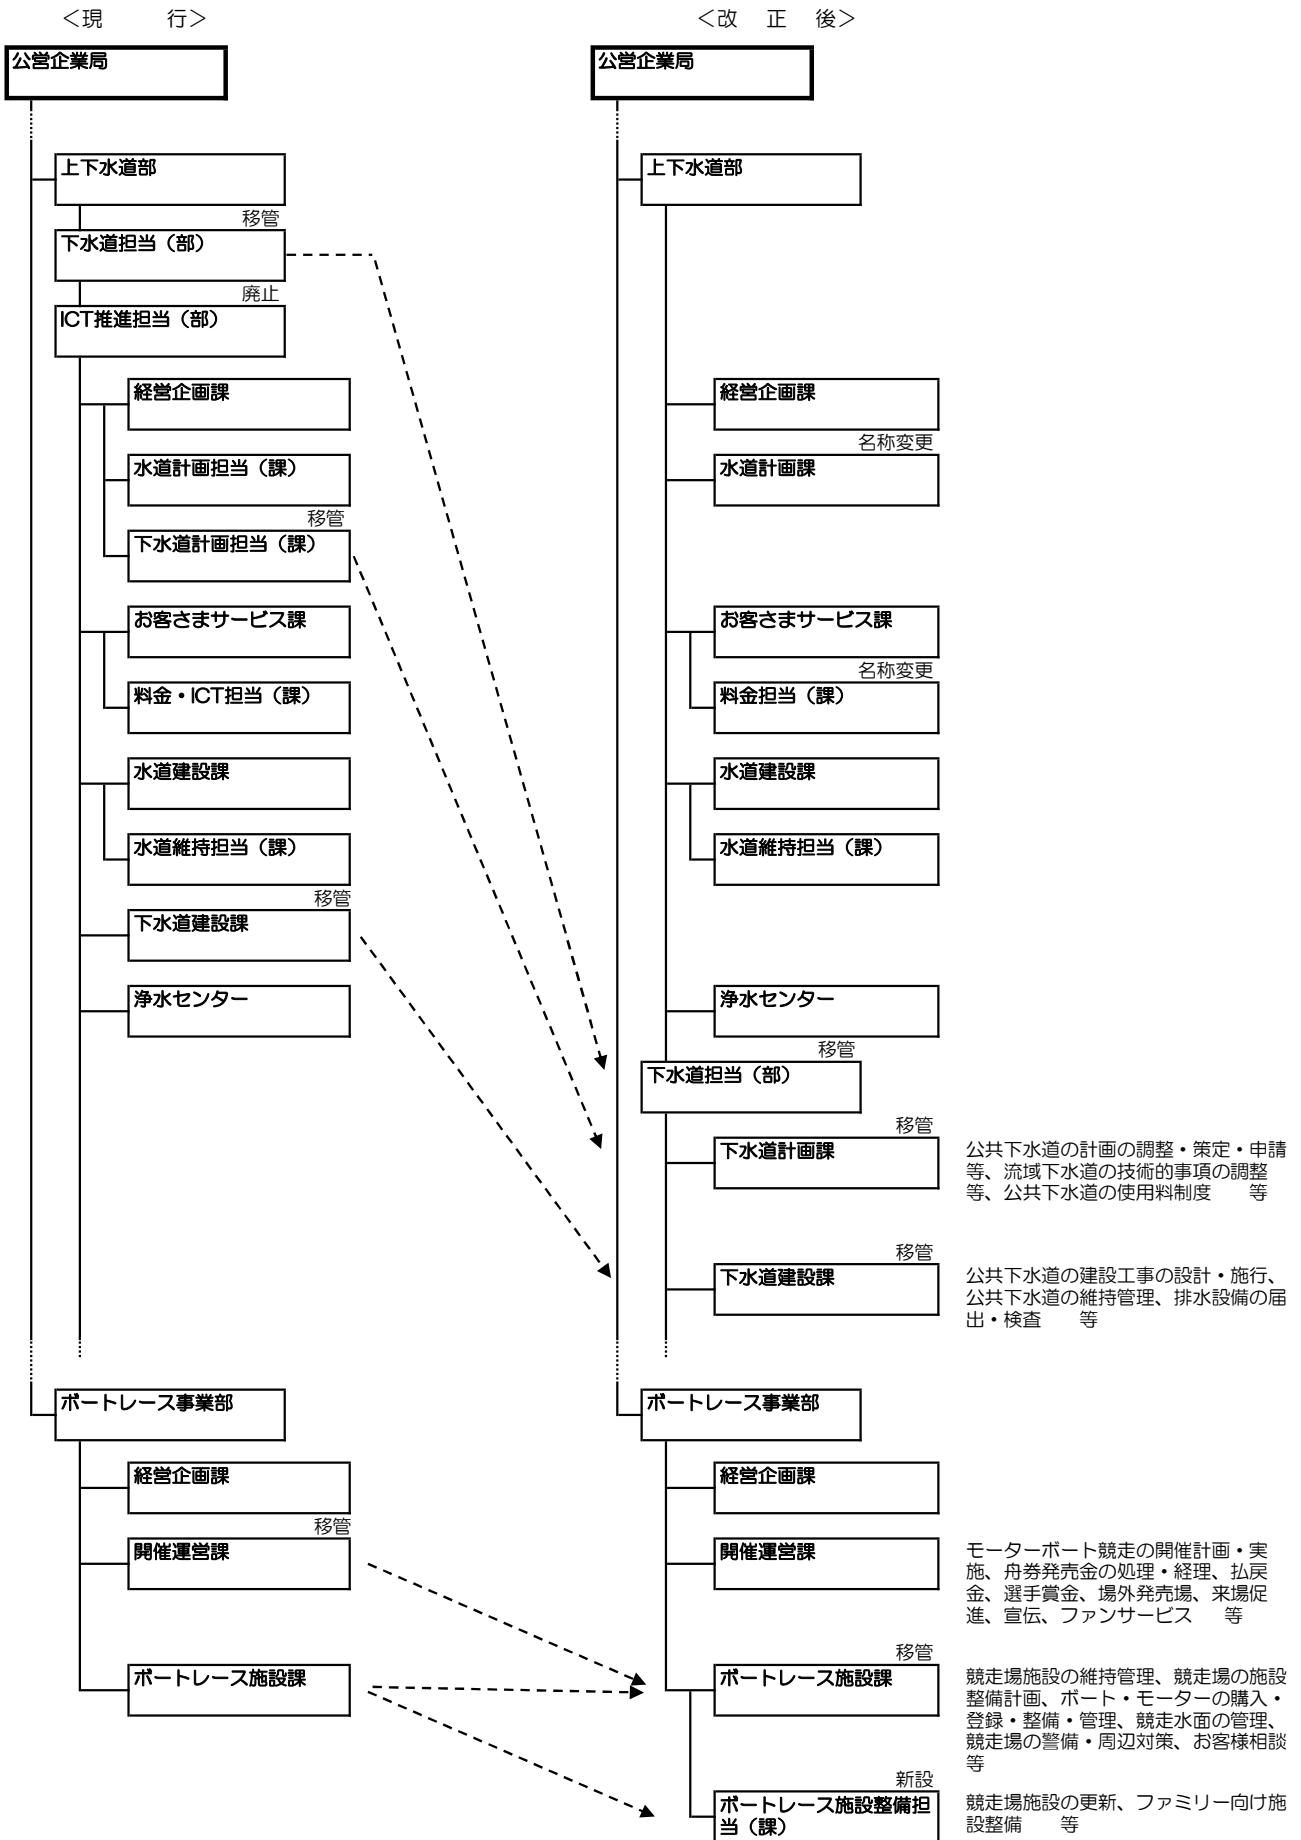 ＜現　　　行＞
公営企業局
上下水道部
移管
下水道担当（部）
廃止
ICT推進担当（部）
経営企画課
水道計画担当（課）
移管
下水道計画担当（課）
お客さまサービス課
料金・ICT担当（課）
水道建設課
水道維持担当（課）
移管
下水道建設課
浄水センター
ボートレース事業部
経営企画課
移管
開催運営課
ボートレース施設課
＜改　正　後＞
公営企業局
上下水道部
経営企画課
名称変更
水道計画課
お客さまサービス課
名称変更
料金担当（課）
水道建設課
水道維持担当（課）
浄水センター
移管
下水道担当（部）
移管
下水道計画課
公共下水道の計画の調整・策定・申請
等、流域下水道の技術的事項の調整
等、公共下水道の使用料制度　　等
移管
下水道建設課
公共下水道の建設工事の設計・施行、
公共下水道の維持管理、排水設備の届
出・検査　　等
ボートレース事業部
経営企画課
開催運営課
モーターボート競走の開催計画・実
施、舟券発売金の処理・経理、払戻
金、選手賞金、場外発売場、来場促
進、宣伝、ファンサービス　　等
移管
ボートレース施設課
競走場施設の維持管理、競走場の施設
整備計画、ボート・モーターの購入・
登録・整備・管理、競走水面の管理、
競走場の警備・周辺対策、お客様相談
等
新設
ボートレース施設整備担
当（課）
競走場施設の更新、ファミリー向け施
設整備　　等